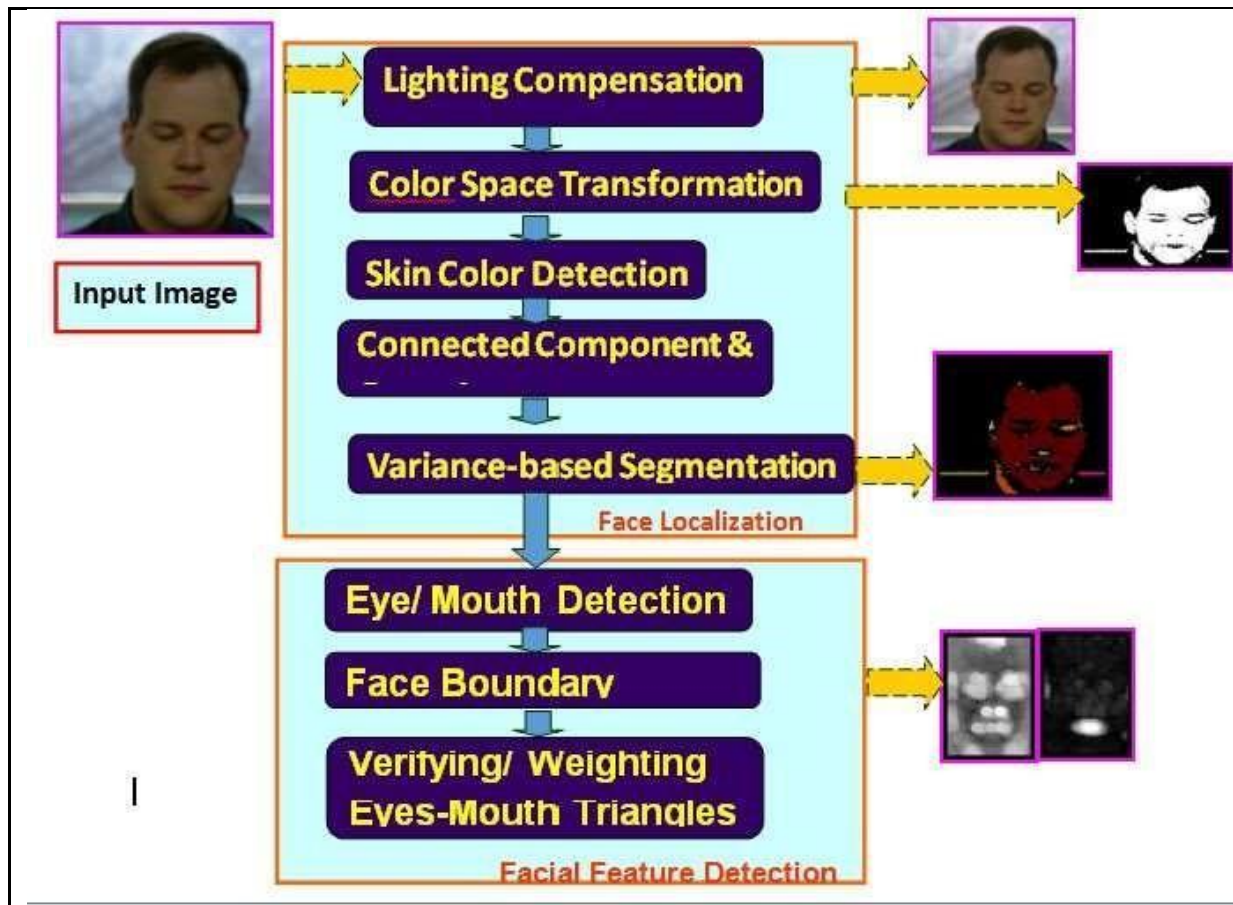 Lighting Compensation
Color Space Transformation
Skin Color Detection
Input Image
Connected Component &
Variance-based Segmentation
Face Localization
Eye/ Mouth Detection
Face Boundary
Verifying/ Weighting
Eyes-Mouth Triangles
Facial Feature Detection